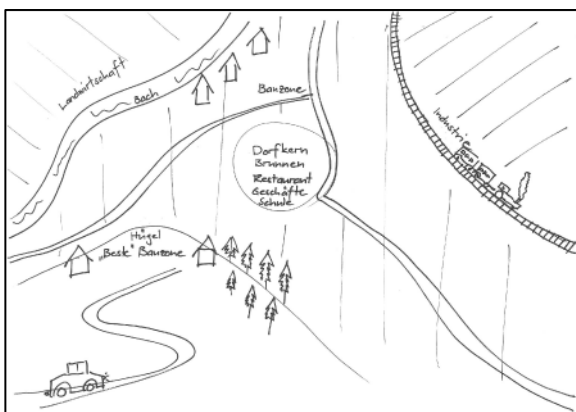 Landwirtschaft
Bach
Bauzone
Industrie
Dorfkern
Brunnen
Restaurant
Geschäfte
Schule
Hügel
"Beste" Bauzone